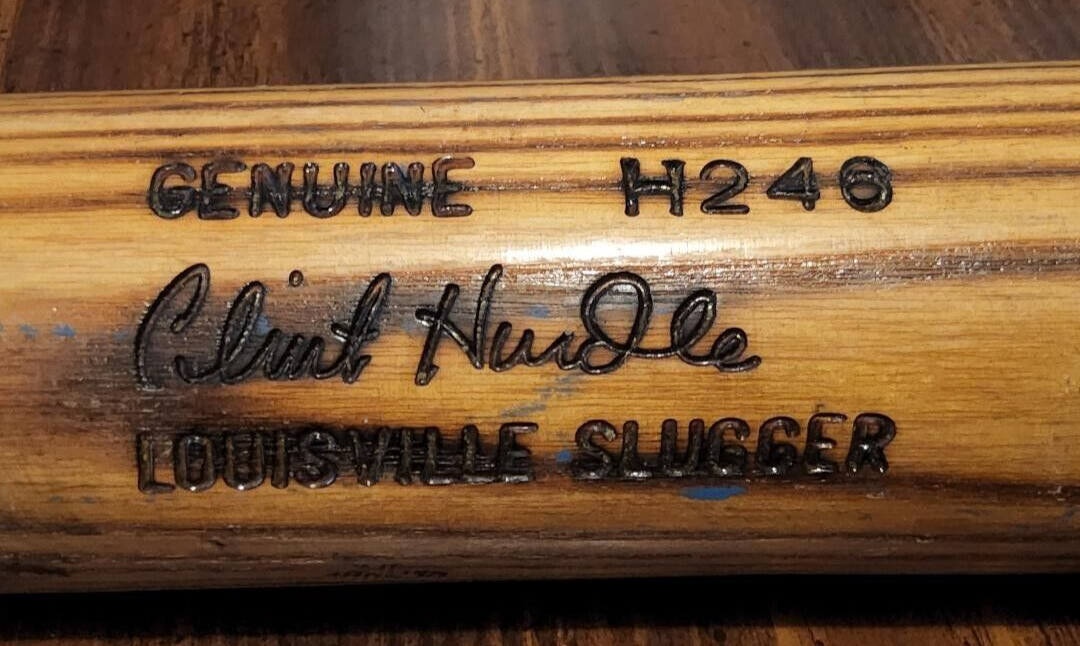 GENUINE H246
Clint Hurdle
LOUISVILLE SLUGGER